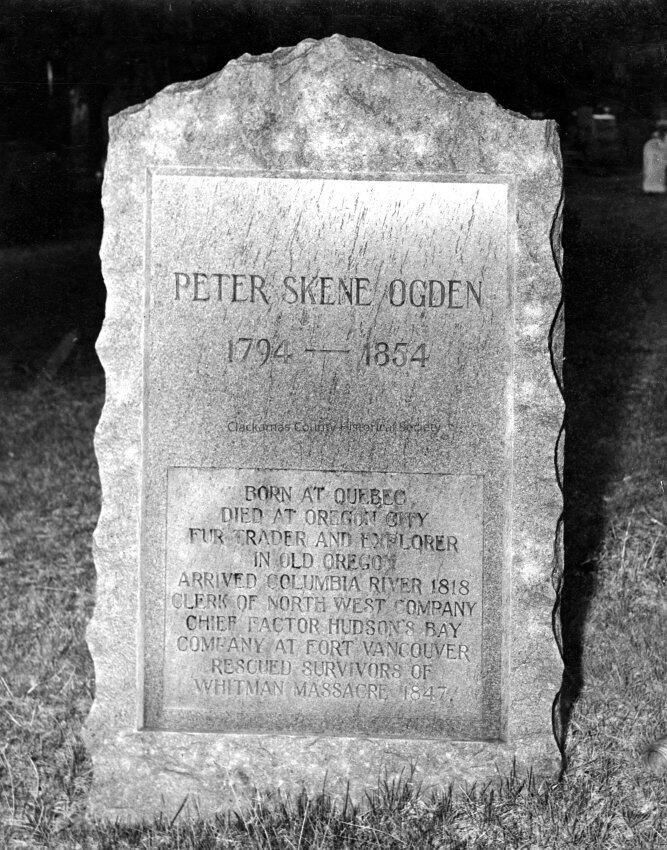 PETER SKENE OGDEN
1794 — 1854
Clackamas County Historical Society
BORN AT QUEBEC
DIED AT OREGON CITY
FUR TRADER AND EXPLORER
IN OLD OREGON
ARRIVED COLUMBIA RIVER 1818
CLERK OF NORTH WEST COMPANY
CHIEF FACTOR HUDSON'S BAY
COMPANY AT FORT VANCOUVER
RESCUED SURVIVORS OF
WHITMAN MASSACRE, 1847